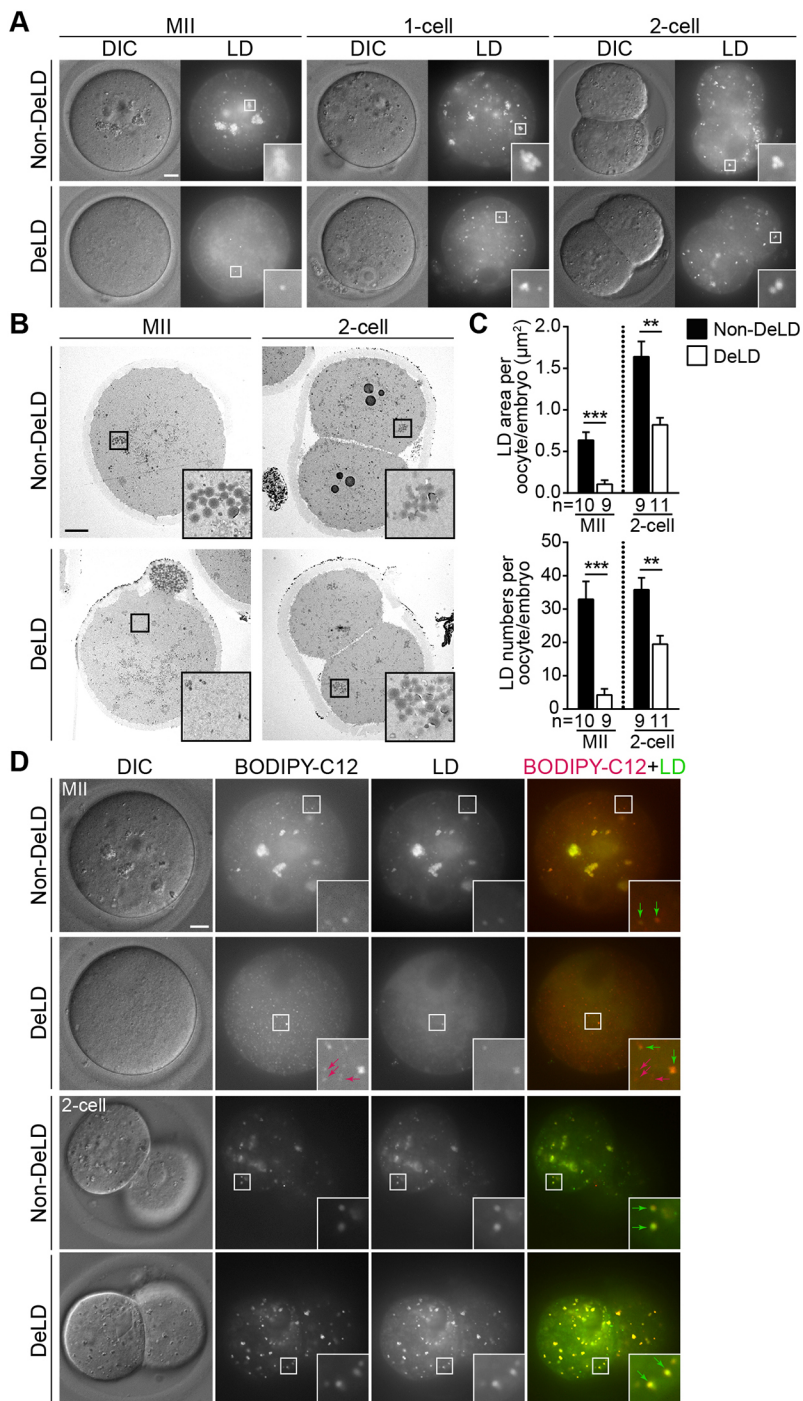 A
MII 1-cell 2-cell
DIC LD DIC LD DIC LD
Non-DeLD
DeLD
B
MII 2-cell
Non-DeLD
DeLD
C
Non-DeLD
DeLD
LD area per
oocyte/embryo (µm²)
2.0
1.5
1.0
0.5
0.0
***
**
n=10 9 9 11
MII 2-cell
LD numbers per
oocyte/embryo
50
40
30
20
10
0
***
**
n=10 9 9 11
MII 2-cell
D
DIC BODIPY-C12 LD BODIPY-C12+LD
MII
Non-DeLD
DeLD
2-cell
Non-DeLD
DeLD